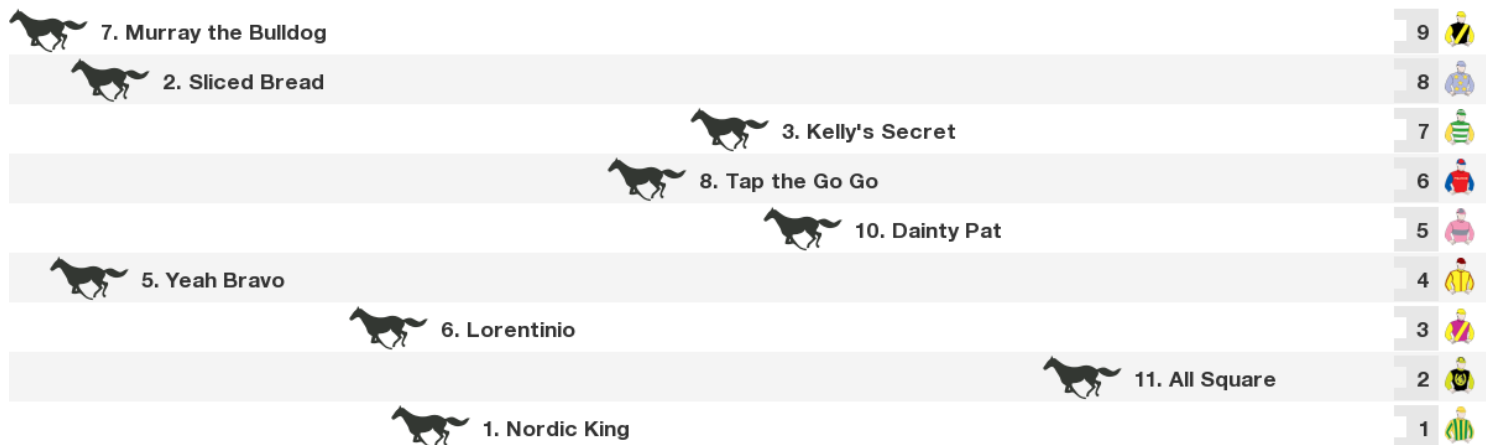 7. Murray the Bulldog 9
2. Sliced Bread 8
3. Kelly's Secret 7
8. Tap the Go Go 6
10. Dainty Pat 5
5. Yeah Bravo 4
6. Lorentinio 3
11. All Square 2
1. Nordic King 1